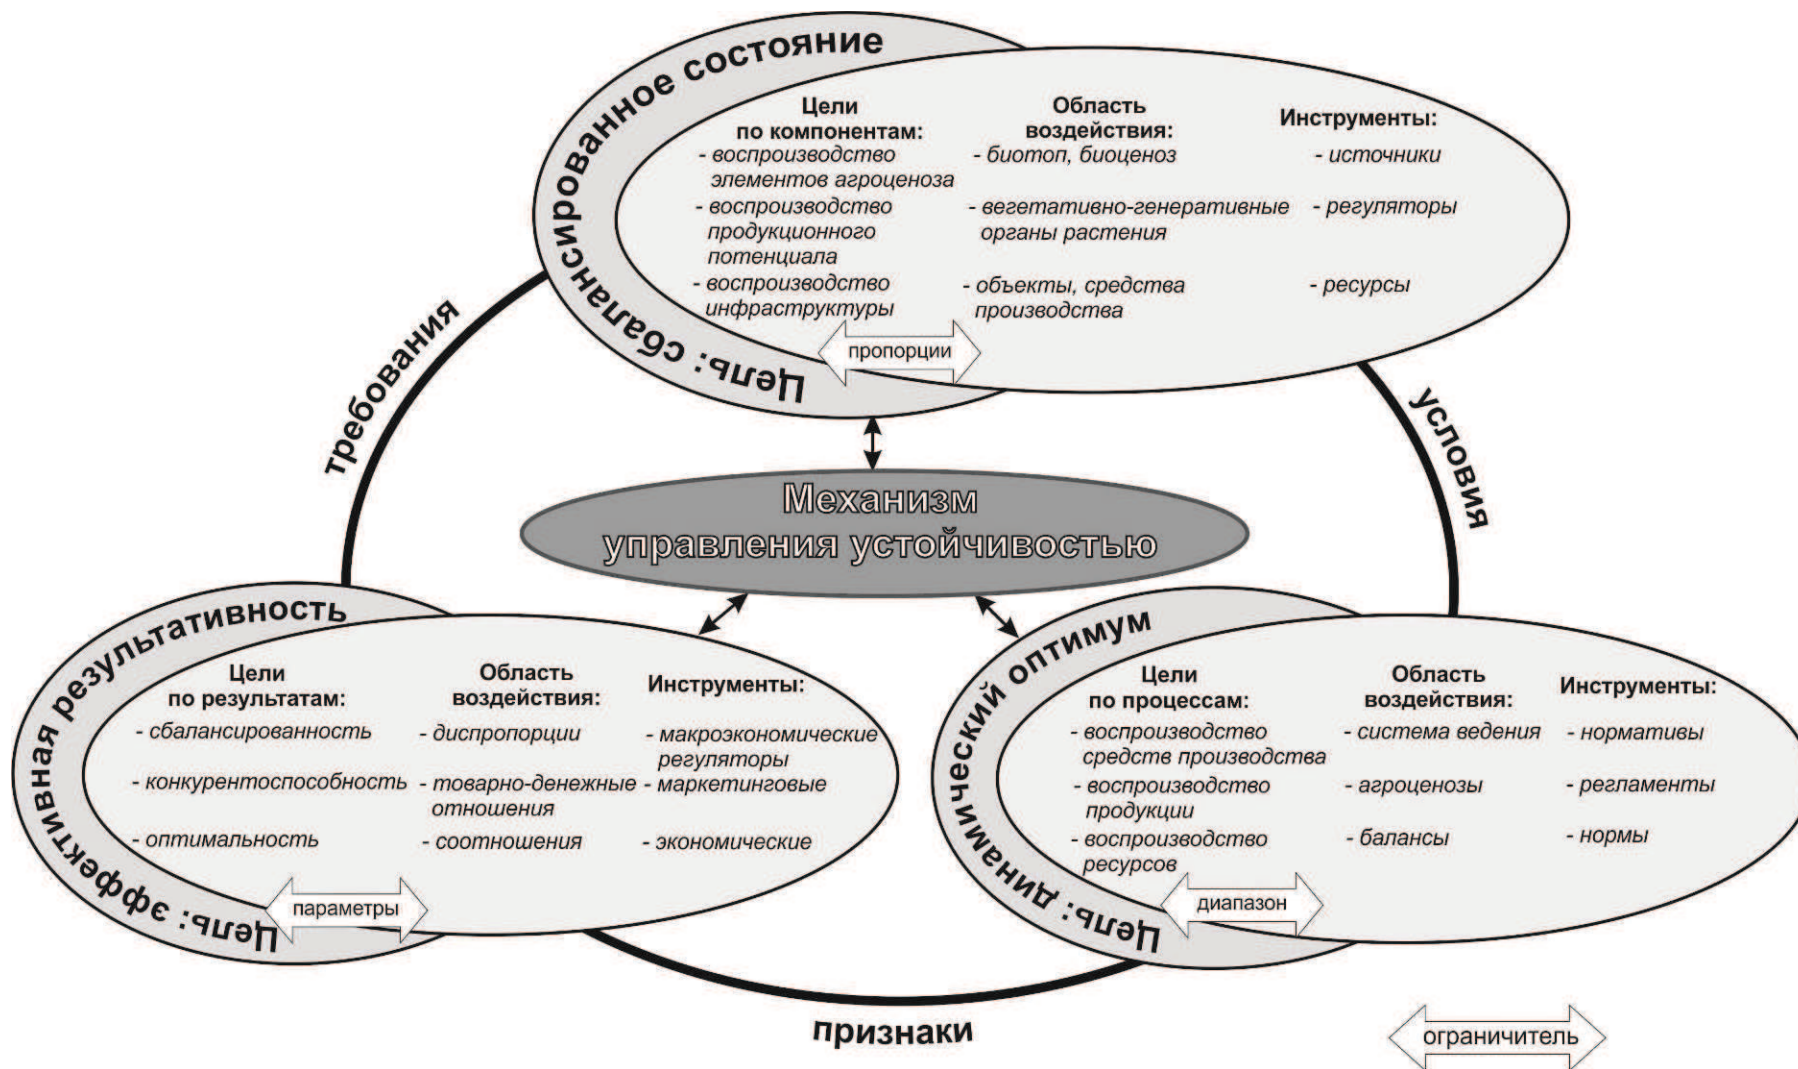 Цель: сбалансированное состояние
Цели
по компонентам:
- воспроизводство
элементов агроценоза
- воспроизводство
продукционного
потенциала
- воспроизводство
инфраструктуры
Область
воздействия:
- биотоп, биоценоз
- вегетативно-генеративные
органы растения
- объекты, средства
производства
Инструменты:
- источники
- регуляторы
- ресурсы
пропорции
требования
условия
Механизм
управления устойчивостью
Цель: эффективная результативность
Цели
по результатам:
- сбалансированность
- конкурентоспособность
- оптимальность
Область
воздействия:
- диспропорции
- товарно-денежные
отношения
- соотношения
Инструменты:
- макроэкономические
регуляторы
- маркетинговые
- экономические
параметры
Цель: динамический оптимум
Цели
по процессам:
- воспроизводство
средств производства
- воспроизводство
продукции
- воспроизводство
ресурсов
Область
воздействия:
- система ведения
- агроценозы
- балансы
Инструменты:
- нормативы
- регламенты
- нормы
диапазон
признаки
ограничитель